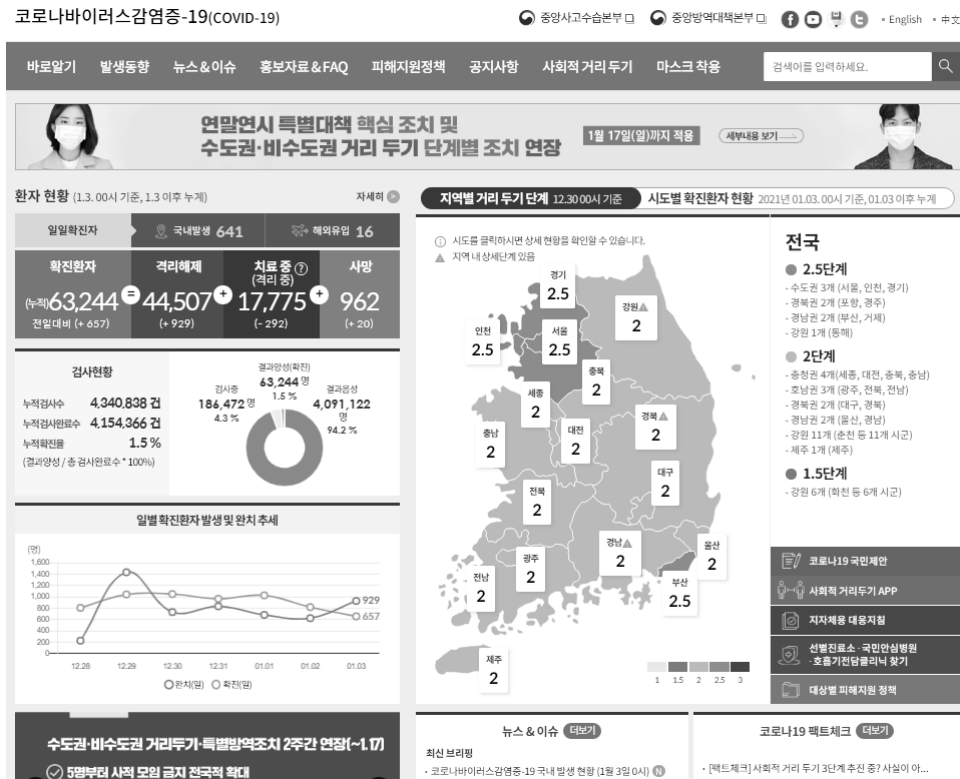 코로나바이러스감염증-19(COVID-19)
중앙사고수습본부
중앙방역대책본부
English
中文
바로알기
발생동향
뉴스&이슈
홍보자료&FAQ
피해지원정책
공지사항
사회적 거리 두기
마스크 착용
검색어를 입력하세요.
연말연시 특별대책 핵심 조치 및
수도권·비수도권 거리 두기 단계별 조치 연장
1월 17일(일)까지 적용
세부내용 보기
환자 현황 (1.3. 00시 기준, 1.3 이후 누계)
자세히 >
일일확진자
국내발생 641
해외유입 16
확진환자
(누적)63,244
전일대비 (+ 657)
=
격리해제
44,507
(+ 929)
+
치료 중 ?
(격리 중)
17,775
(- 292)
+
사망
962
(+ 20)
검사현황
누적검사수 4,340,838 건
누적검사완료수 4,154,366 건
누적확진율 1.5 %
(결과양성 / 총 검사완료수 * 100%)
결과양성(확진)
63,244 명
1.5 %
검사중
186,472 명
4.3 %
결과음성
4,091,122
명
94.2 %
일별 확진환자 발생 및 완치 추세
(명)
1,600
1,400
1,200
1,000
800
600
400
200
0
929
657
12.28 12.29 12.30 12.31 01.01 01.02 01.03
완치(일) 확진(일)
수도권·비수도권 거리두기·특별방역조치 2주간 연장(~1.17)
5명부터 사적 모임 금지 전국적 확대
지역별 거리 두기 단계 12.30 00시 기준
시도별 확진환자 현황 2021년 01.03. 00시 기준, 01.03 이후 누계
시도를 클릭하시면 상세 현황을 확인할 수 있습니다.
지역 내 상세단계 있음
경기
2.5
강원
2
인천
2.5
서울
2.5
충북
2
세종
2
경북
2
충남
2
대전
2
대구
2
전북
2
경남
2
울산
2
광주
2
전남
2
부산
2.5
제주
2
1 1.5 2 2.5 3
전국
2.5단계
- 수도권 3개 (서울, 인천, 경기)
- 경북권 2개 (포항, 경주)
- 경남권 2개 (부산, 거제)
- 강원 1개 (동해)
2단계
- 충청권 4개(세종, 대전, 충북, 충남)
- 호남권 3개 (광주, 전북, 전남)
- 경북권 2개 (대구, 경북)
- 경남권 2개 (울산, 경남)
- 강원 11개 (춘천 등 11개 시군)
- 제주 1개 (제주)
1.5단계
- 강원 6개 (화천 등 6개 시군)
코로나19 국민제안
사회적 거리두기 APP
지자체용 대응지침
선별진료소 · 국민안심병원
· 호흡기전담클리닉 찾기
대상별 피해지원 정책
뉴스 & 이슈 더보기
최신 브리핑
· 코로나바이러스감염증-19 국내 발생 현황 (1월 3일 0시) N
코로나19 팩트체크 더보기
· [팩트체크] 사회적 거리 두기 3단계 추진 중? 사실이 아...